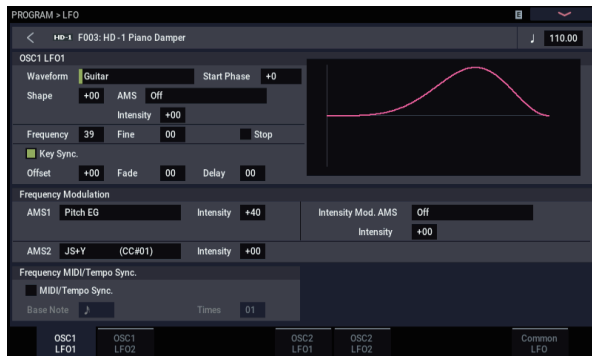 PROGRAM > LFO E
HD-1 F003: HD-1 Piano Damper ♩ 110.00
OSC1 LFO1
Waveform Guitar Start Phase +0
Shape +00 AMS Off
Intensity +00
Frequency 39 Fine 00 Stop
Key Sync.
Offset +00 Fade 00 Delay 00
Frequency Modulation
AMS1 Pitch EG Intensity +40 Intensity Mod. AMS Off
Intensity +00
AMS2 JS+Y (CC#01) Intensity +00
Frequency MIDI/Tempo Sync.
MIDI/Tempo Sync.
Base Note ♪ Times 01
OSC1 LFO1
OSC1 LFO2
OSC2 LFO1
OSC2 LFO2
Common LFO